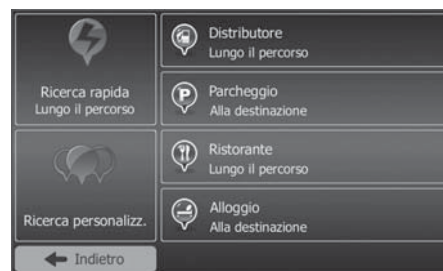 Ricerca rapida
Lungo il percorso
Ricerca personalizz.
Indietro
Distributore
Lungo il percorso
P
Parcheggio
Alla destinazione
Ristorante
Lungo il percorso
Alloggio
Alla destinazione